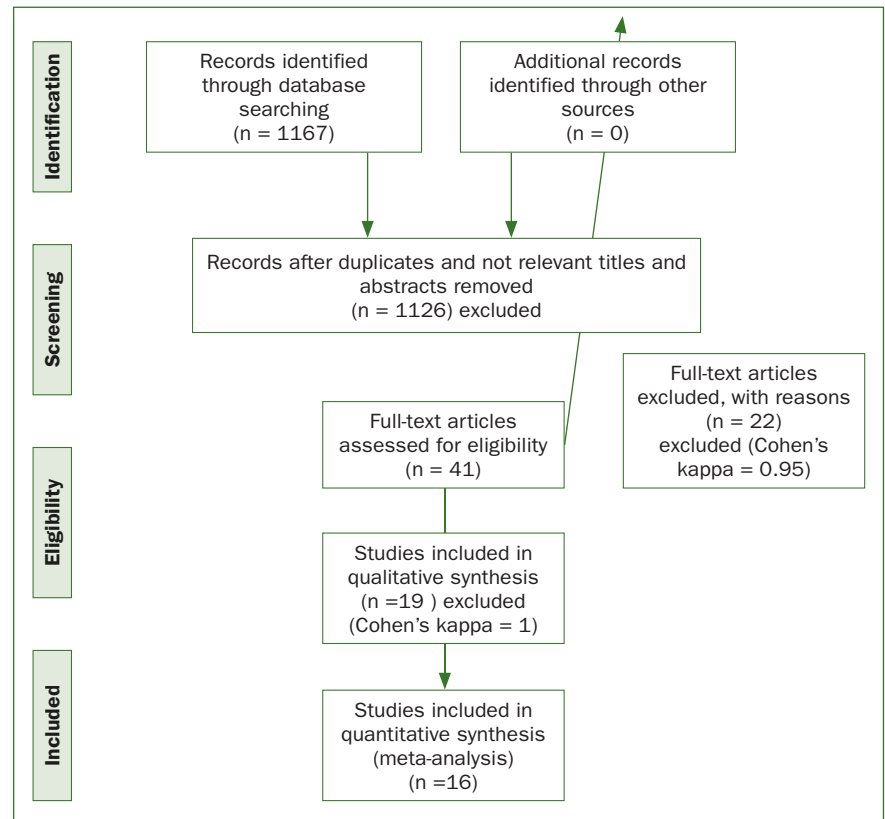 Identification
Records identified
through database
searching
(n = 1167)
Additional records
identified through other
sources
(n = 0)
Screening
Records after duplicates and not relevant titles and
abstracts removed
(n = 1126) excluded
Full-text articles
excluded, with reasons
(n = 22)
excluded (Cohen's
kappa = 0.95)
Full-text articles
assessed for eligibility
(n = 41)
Eligibility
Studies included in
qualitative synthesis
(n =19 ) excluded
(Cohen's kappa = 1)
Included
Studies included in
quantitative synthesis
(meta-analysis)
(n =16)